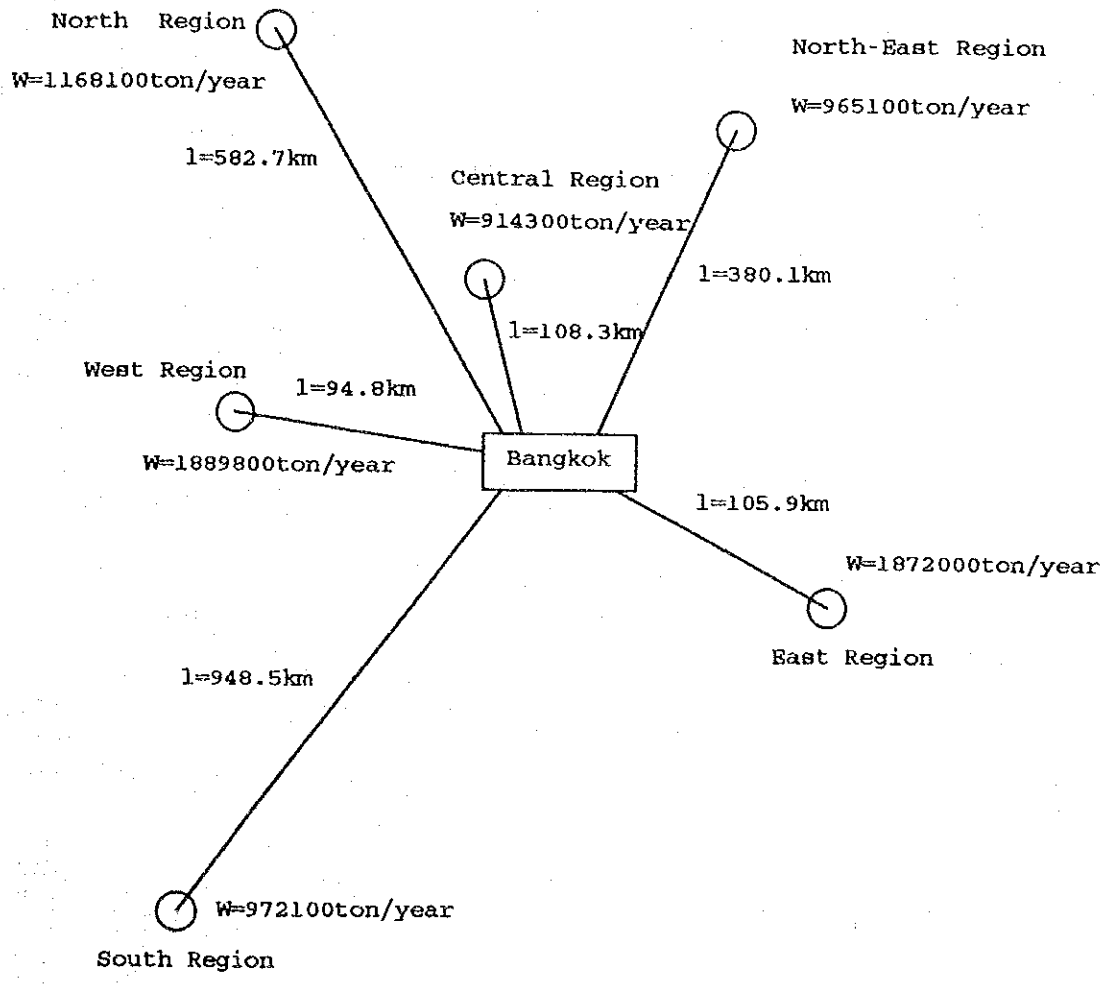 North Region
W=1168100ton/year
l=582.7km
North-East Region
W=965100ton/year
l=380.1km
Central Region
W=914300ton/year
l=108.3km
West Region
l=94.8km
W=1889800ton/year
Bangkok
l=105.9km
W=1872000ton/year
East Region
l=948.5km
W=972100ton/year
South Region